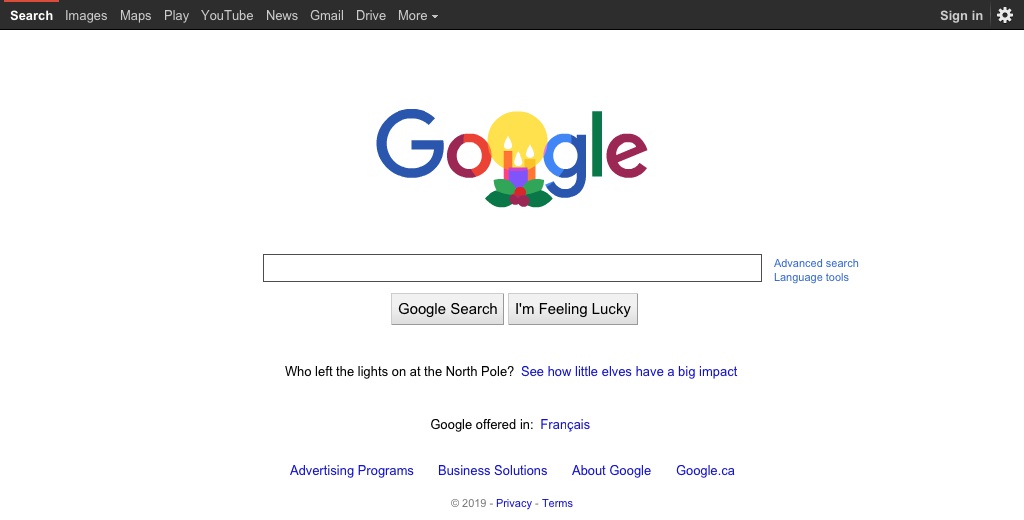 Search Images Maps Play YouTube News Gmail Drive More Sign in
Google
Advanced search
Language tools
Google Search I'm Feeling Lucky
Who left the lights on at the North Pole? See how little elves have a big impact
Google offered in: Français
Advertising Programs Business Solutions About Google Google.ca
© 2019 - Privacy - Terms